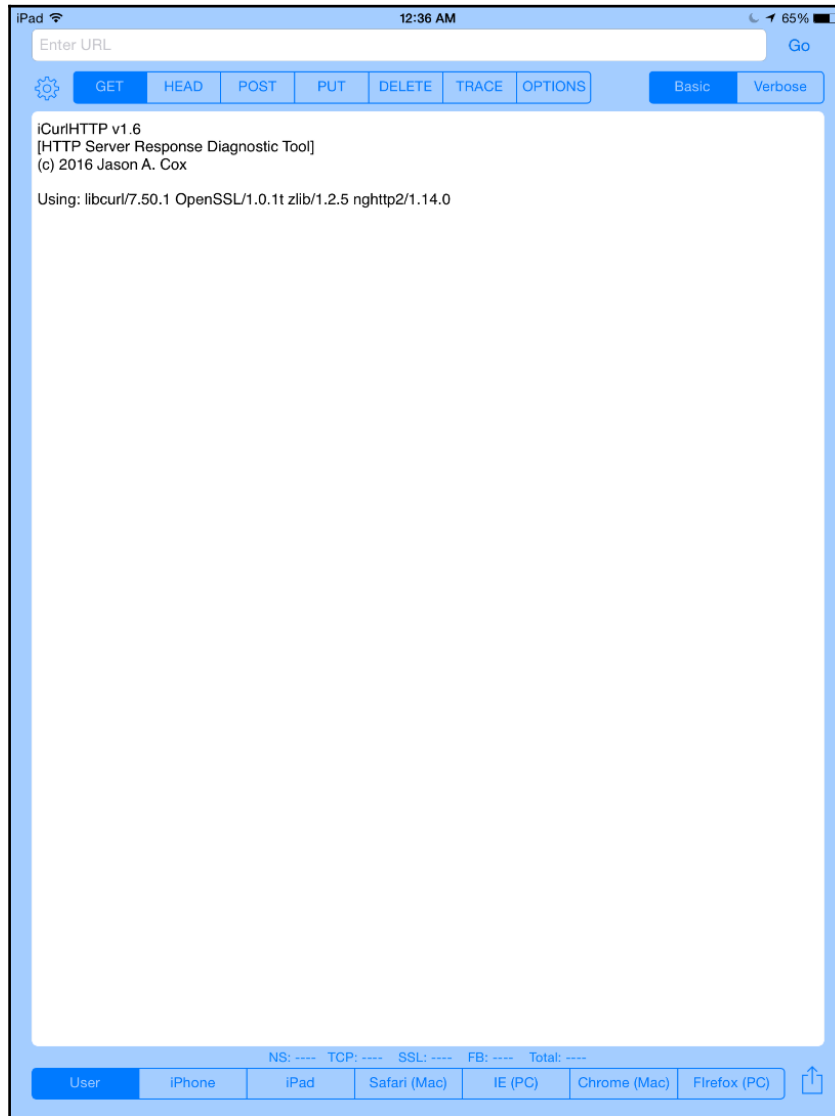 iPad 12:36 AM 65%
Enter URL Go
GET HEAD POST PUT DELETE TRACE OPTIONS Basic Verbose
iCurlHTTP v1.6
[HTTP Server Response Diagnostic Tool]
(c) 2016 Jason A. Cox
Using: libcurl/7.50.1 OpenSSL/1.0.1t zlib/1.2.5 nghttp2/1.14.0
NS: ---- TCP: ---- SSL: ---- FB: ---- Total: ----
User iPhone iPad Safari (Mac) IE (PC) Chrome (Mac) FIrefox (PC)